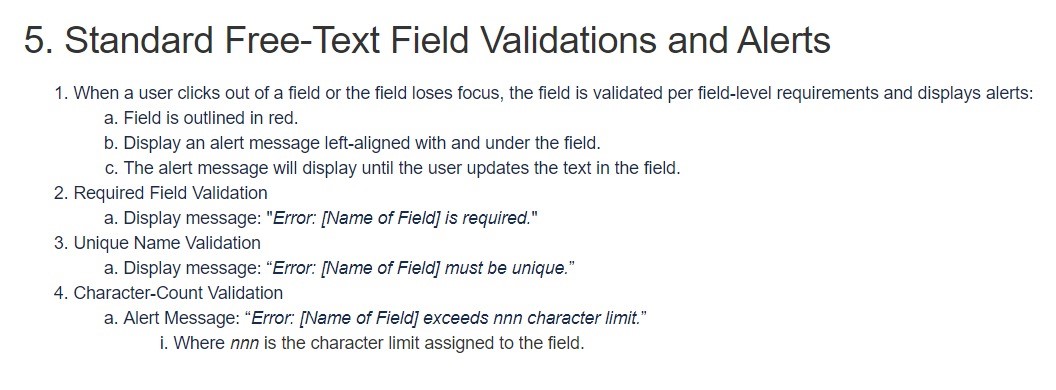 5. Standard Free-Text Field Validations and Alerts
1. When a user clicks out of a field or the field loses focus, the field is validated per field-level requirements and displays alerts:
a. Field is outlined in red.
b. Display an alert message left-aligned with and under the field.
c. The alert message will display until the user updates the text in the field.
2. Required Field Validation
a. Display message: "Error: [Name of Field] is required."
3. Unique Name Validation
a. Display message: “Error: [Name of Field] must be unique.”
4. Character-Count Validation
a. Alert Message: “Error: [Name of Field] exceeds nnn character limit.”
i. Where nnn is the character limit assigned to the field.